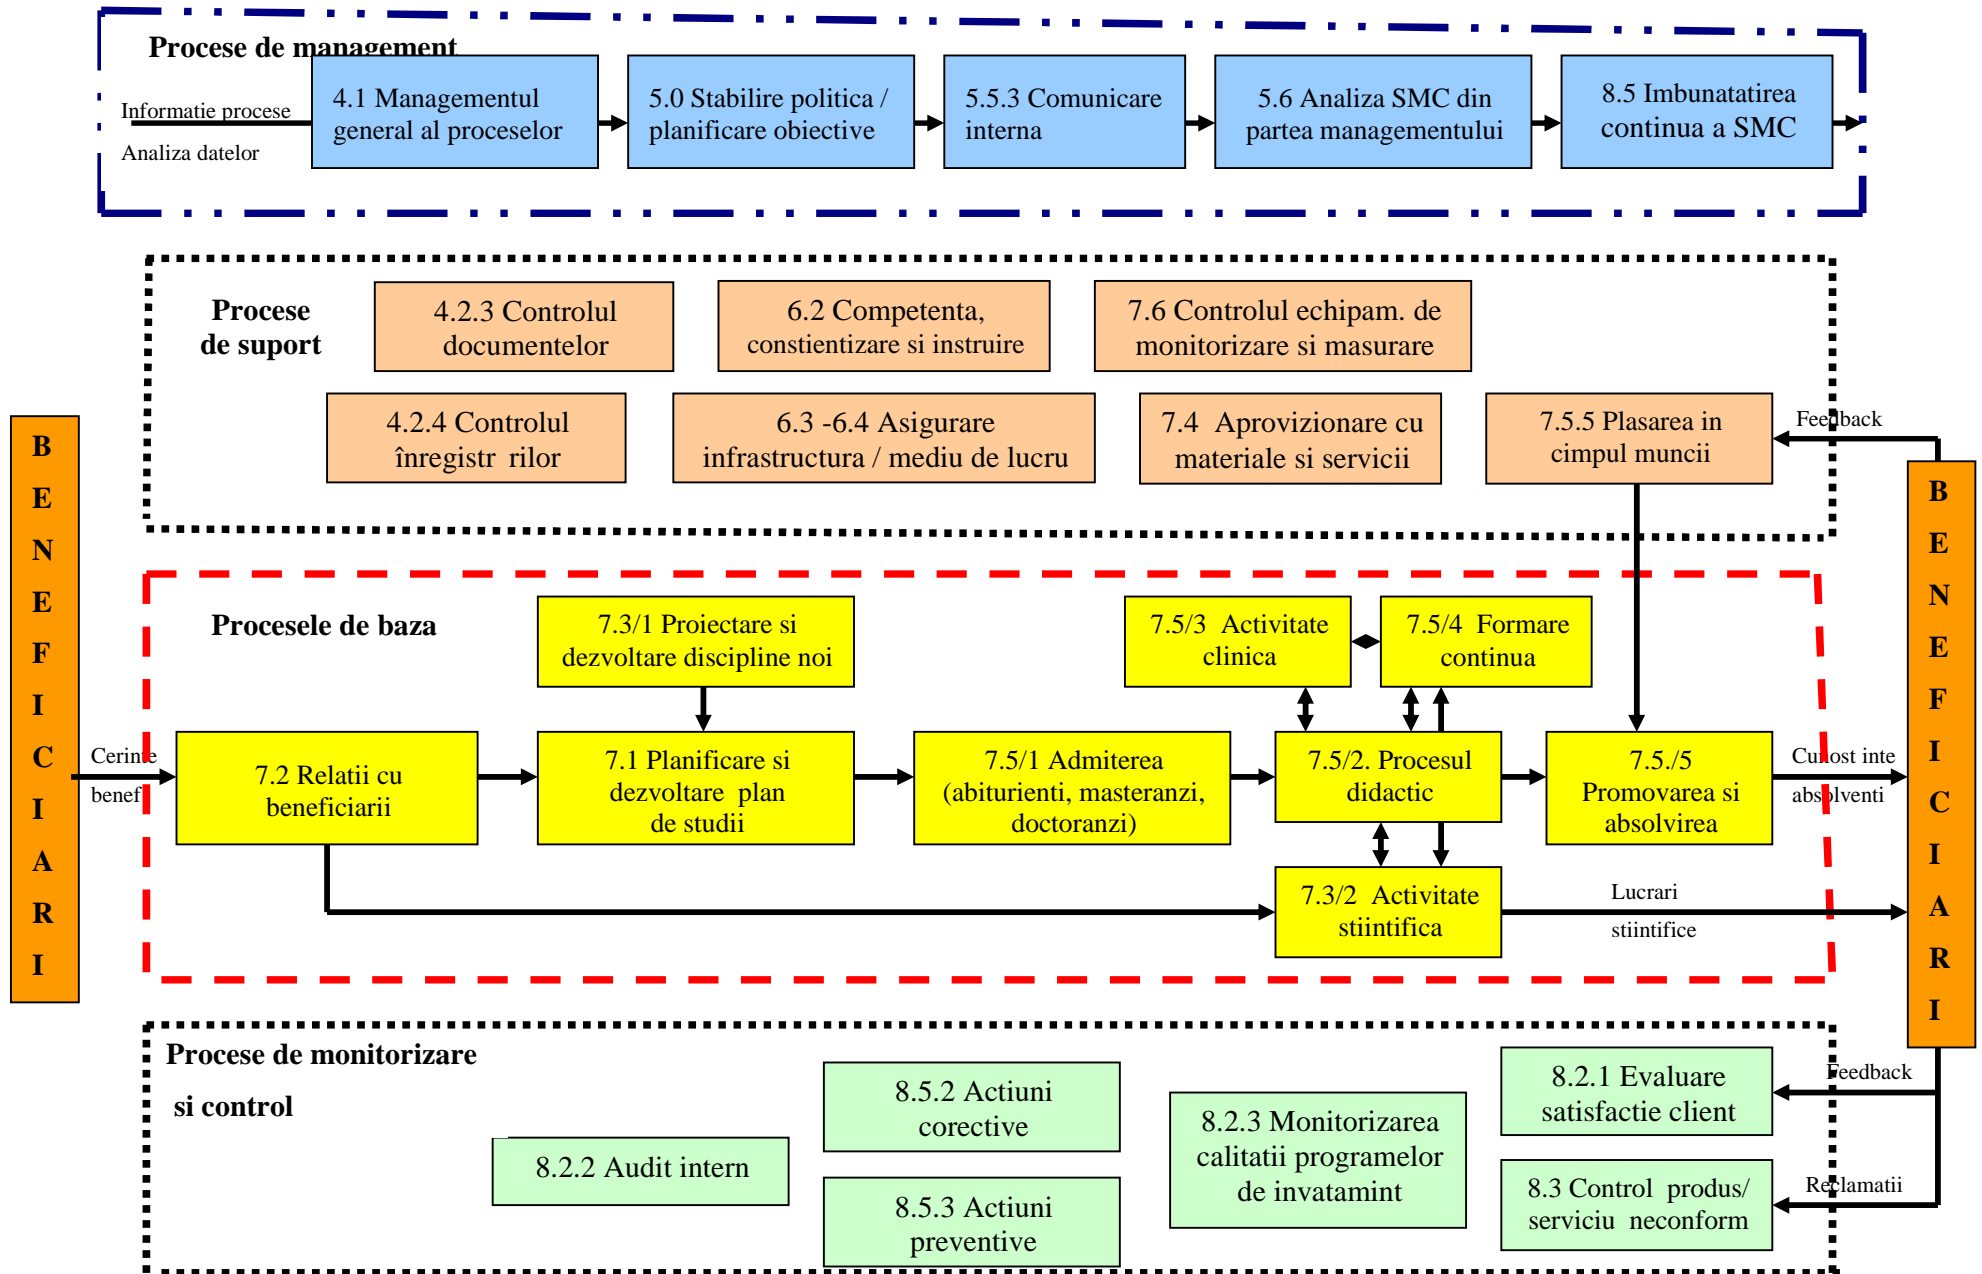 Procese de management
Informatie procese
Analiza datelor
4.1 Managementul
general al proceselor
5.0 Stabilire politica /
planificare obiective
5.5.3 Comunicare
interna
5.6 Analiza SMC din
partea managementului
8.5 Imbunatatirea
continua a SMC
Procese
de suport
4.2.3 Controlul
documentelor
6.2 Competenta,
constientizare si instruire
7.6 Controlul echipam. de
monitorizare si masurare
4.2.4 Controlul
înregistr rilor
6.3 -6.4 Asigurare
infrastructura / mediu de lucru
7.4 Aprovizionare cu
materiale si servicii
7.5.5 Plasarea in
cimpul muncii
Feedback
B
E
N
E
F
I
C
I
A
R
I
Procesele de baza
7.3/1 Proiectare si
dezvoltare discipline noi
7.5/3 Activitate
clinica
7.5/4 Formare
continua
Cerinte
benef
7.2 Relatii cu
beneficiarii
7.1 Planificare si
dezvoltare plan
de studii
7.5/1 Admiterea
(abiturienti, masteranzi,
doctoranzi)
7.5/2. Procesul
didactic
7.5./5
Promovarea si
absolvirea
Cunost inte
absolventi
7.3/2 Activitate
stiintifica
Lucrari
stiintifice
B
E
N
E
F
I
C
I
A
R
I
Procese de monitorizare
si control
8.2.2 Audit intern
8.5.2 Actiuni
corective
8.5.3 Actiuni
preventive
8.2.3 Monitorizarea
calitatii programelor
de invatamint
8.2.1 Evaluare
satisfactie client
Feedback
8.3 Control produs/
serviciu neconform
Reclamatii